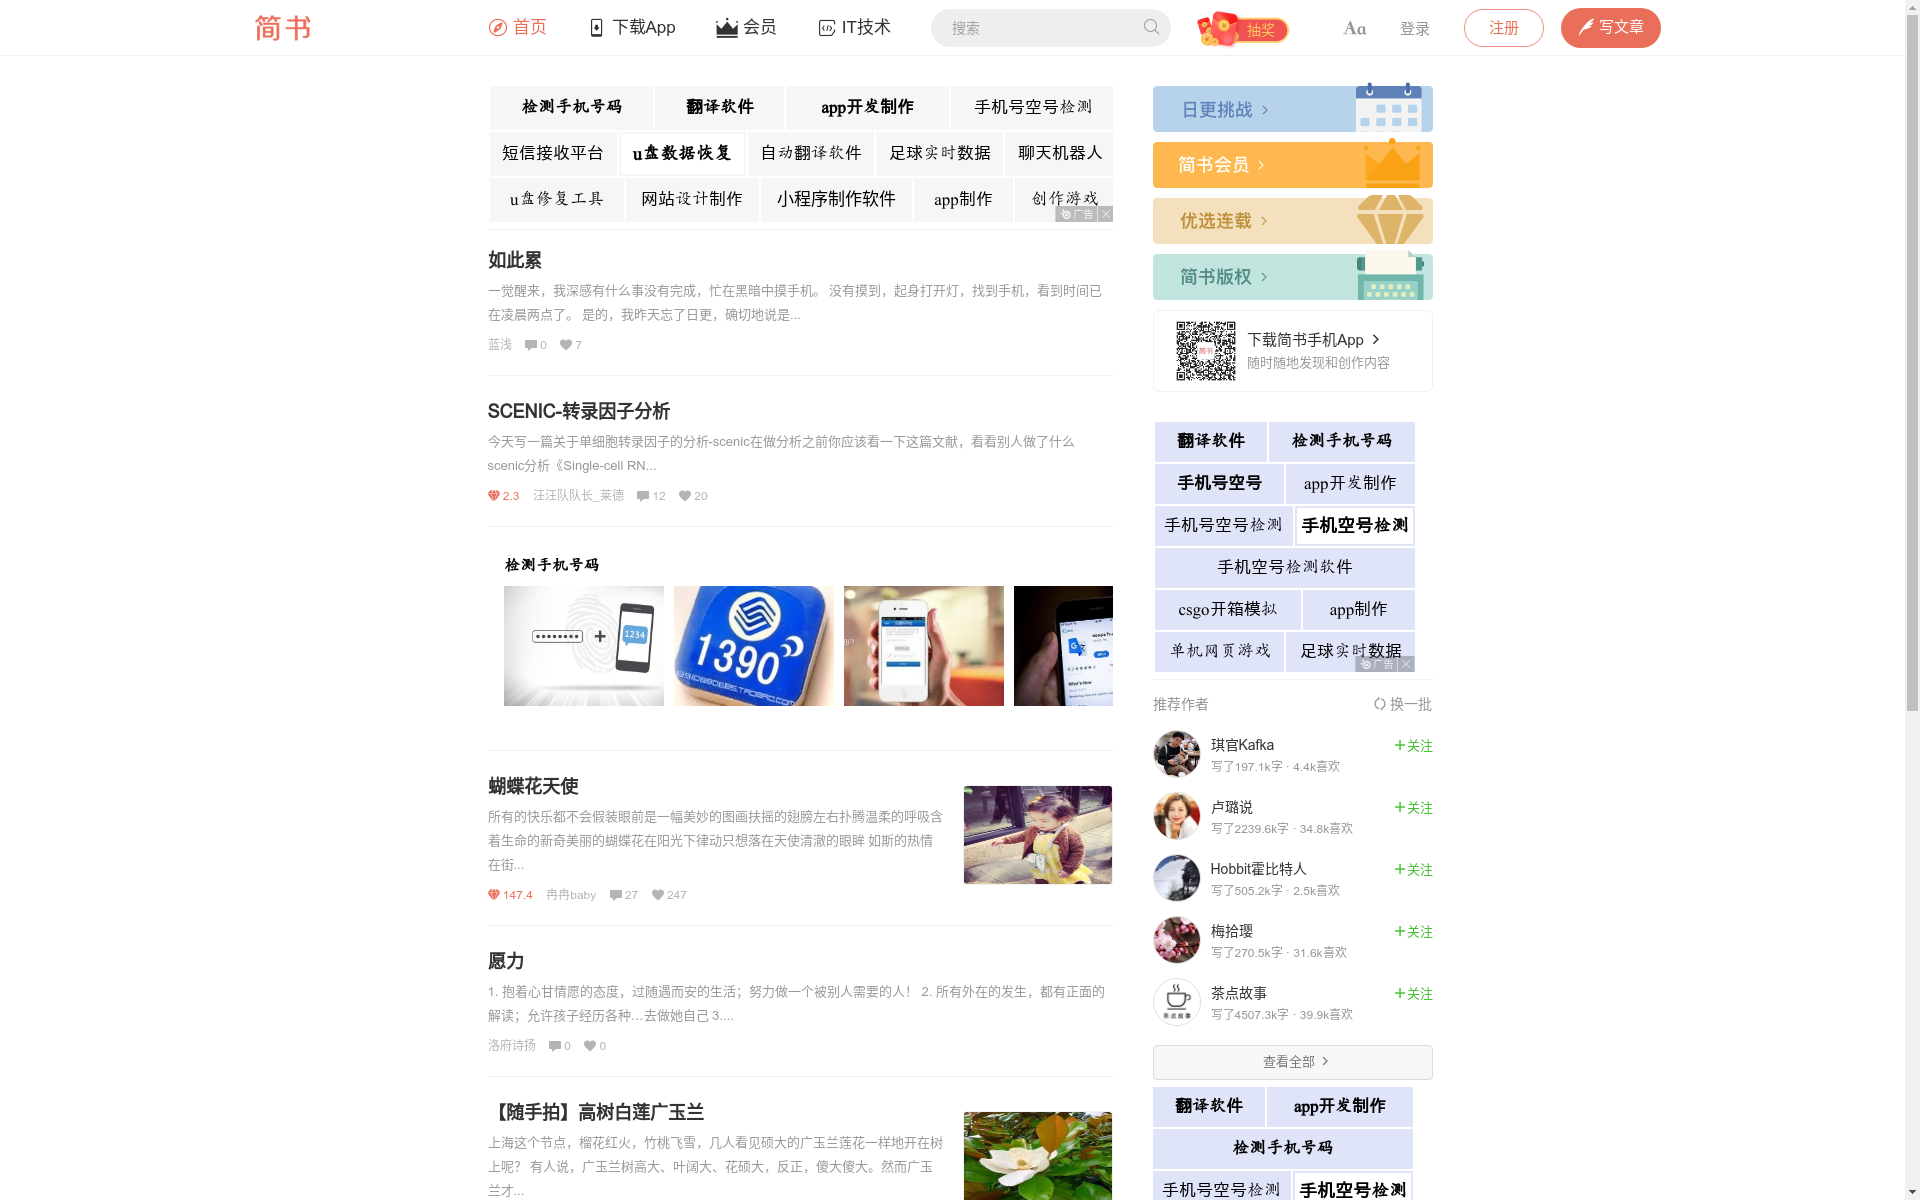 简书
首页
下载App
会员
IT技术
搜索
抽奖
Aa
登录
注册
写文章
检测手机号码
翻译软件
app开发制作
手机号空号检测
短信接收平台
u盘数据恢复
自动翻译软件
足球实时数据
聊天机器人
u盘修复工具
网站设计制作
小程序制作软件
app制作
创作游戏
广告
如此累
一觉醒来，我深感有什么事没有完成，忙在黑暗中摸手机。 没有摸到，起身打开灯，找到手机，看到时间已
在凌晨两点了。 是的，我昨天忘了日更，确切地说是...
蓝浅 0 7
SCENIC-转录因子分析
今天写一篇关于单细胞转录因子的分析-scenic在做分析之前你应该看一下这篇文献，看看别人做了什么
scenic分析《Single-cell RN...
2.3 汪汪队队长_莱德 12 20
检测手机号码
1234
1390
13910880685.TAOBAO.COM
蝴蝶花天使
所有的快乐都不会假装眼前是一幅美妙的图画扶摇的翅膀左右扑腾温柔的呼吸含
着生命的新奇美丽的蝴蝶花在阳光下律动只想落在天使清澈的眼眸 如斯的热情
在街...
147.4 冉冉baby 27 247
愿力
1. 抱着心甘情愿的态度，过随遇而安的生活；努力做一个被别人需要的人！ 2. 所有外在的发生，都有正面的
解读；允许孩子经历各种…去做她自己 3....
洛府诗扬 0 0
【随手拍】高树白莲广玉兰
上海这个节点，榴花红火，竹桃飞雪，几人看见硕大的广玉兰莲花一样地开在树
上呢？ 有人说，广玉兰树高大、叶阔大、花硕大，反正，傻大傻大。然而广玉
兰才...
日更挑战
简书会员
优选连载
简书版权
下载简书手机App
随时随地发现和创作内容
翻译软件
检测手机号码
手机号空号
app开发制作
手机号空号检测
手机空号检测
手机空号检测软件
csgo开箱模拟
app制作
单机网页游戏
足球实时数据
广告
推荐作者
换一批
琪官Kafka
关注
写了197.1k字 · 4.4k喜欢
卢璐说
关注
写了2239.6k字 · 34.8k喜欢
Hobbit霍比特人
关注
写了505.2k字 · 2.5k喜欢
梅拾璎
关注
写了270.5k字 · 31.6k喜欢
茶点故事
茶点故事
关注
写了4507.3k字 · 39.9k喜欢
查看全部
翻译软件
app开发制作
检测手机号码
手机号空号检测
手机空号检测